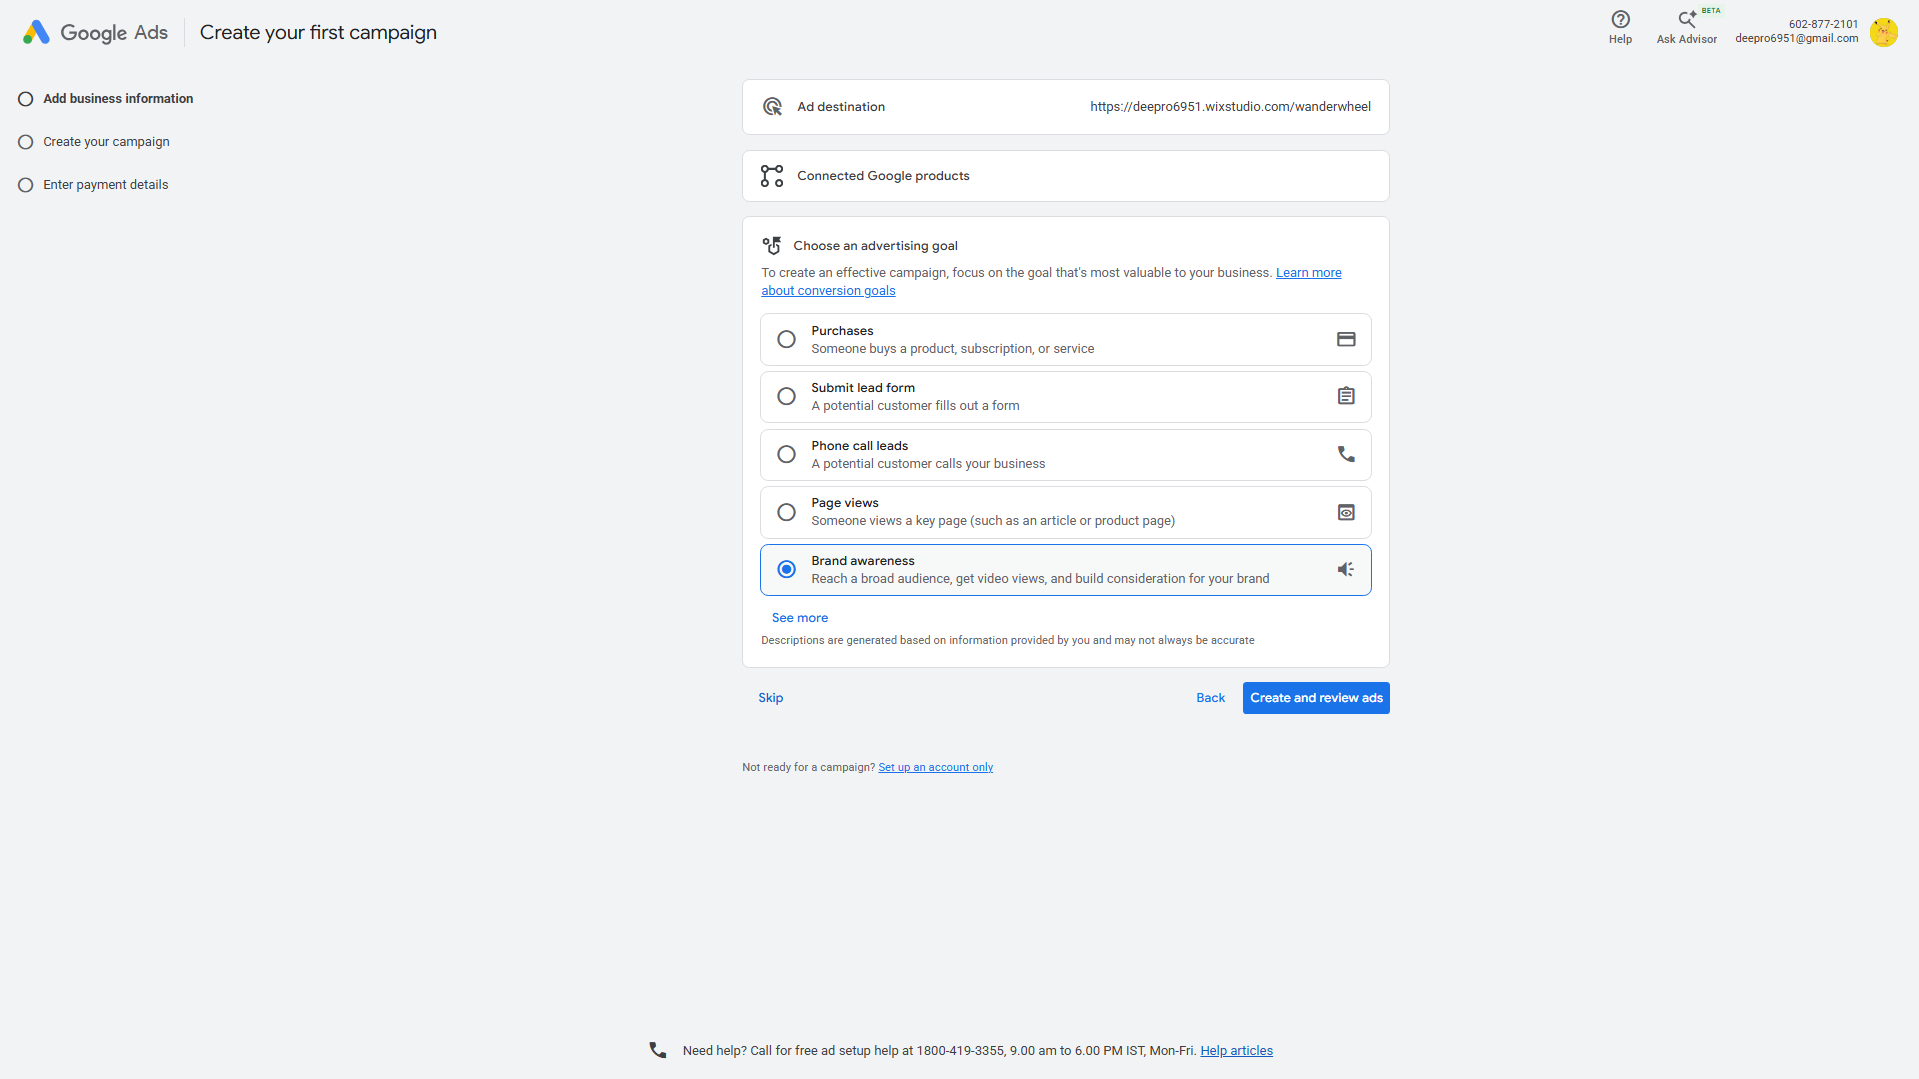 Google Ads
Create your first campaign
Help
BETA
Ask Advisor
602-877-2101
deepro6951@gmail.com
Add business information
Create your campaign
Enter payment details
Ad destination
https://deepro6951.wixstudio.com/wanderwheel
Connected Google products
Choose an advertising goal
To create an effective campaign, focus on the goal that's most valuable to your business. Learn more
about conversion goals
Purchases
Someone buys a product, subscription, or service
Submit lead form
A potential customer fills out a form
Phone call leads
A potential customer calls your business
Page views
Someone views a key page (such as an article or product page)
Brand awareness
Reach a broad audience, get video views, and build consideration for your brand
See more
Descriptions are generated based on information provided by you and may not always be accurate
Skip
Back
Create and review ads
Not ready for a campaign? Set up an account only
Need help? Call for free ad setup help at 1800-419-3355, 9.00 am to 6.00 PM IST, Mon-Fri. Help articles